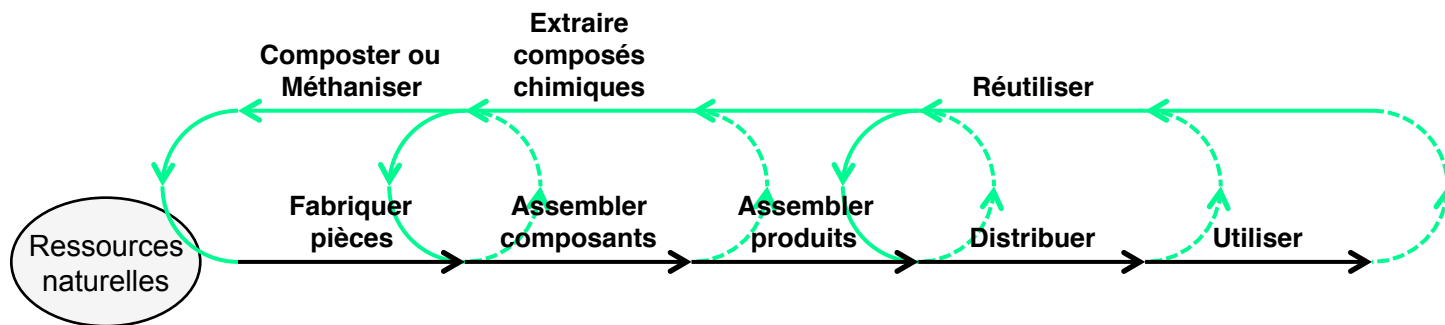 Extraire
composés
chimiques
Composter ou
Méthaniser
Réutiliser
Fabriquer
pièces
Assembler
composants
Assembler
produits
Distribuer
Utiliser
Ressources
naturelles